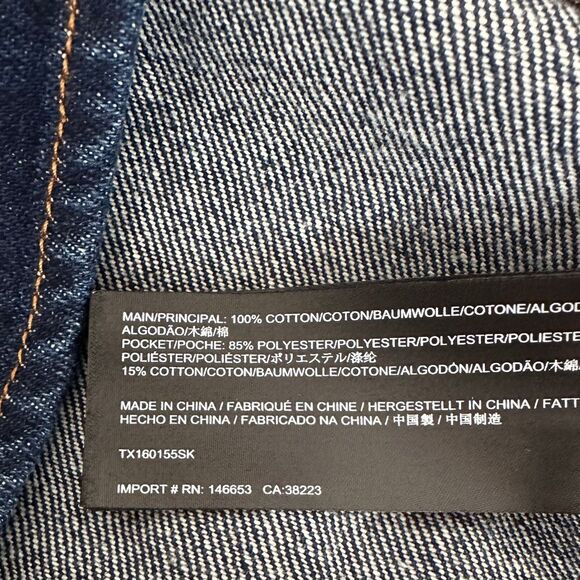 MAIN/PRINCIPAL: 100% COTTON/COTON/BAUMWOLLE/COTONE/ALGOD
ALGODÃO/木綿/棉
POCKET/POCHE: 85% POLYESTER/POLYESTER/POLYESTER/POLIESTE
POLIÉSTER/POLIÉSTER/ポリエステル/涤纶
15% COTTON/COTON/BAUMWOLLE/COTONE/ALGODÓN/ALGODÃO/木綿
MADE IN CHINA / FABRIQUÉ EN CHINE / HERGESTELLT IN CHINA / FATT
HECHO EN CHINA / FABRICADO NA CHINA / 中国製 / 中国制造
TX160155SK
IMPORT # RN: 146653 CA:38223